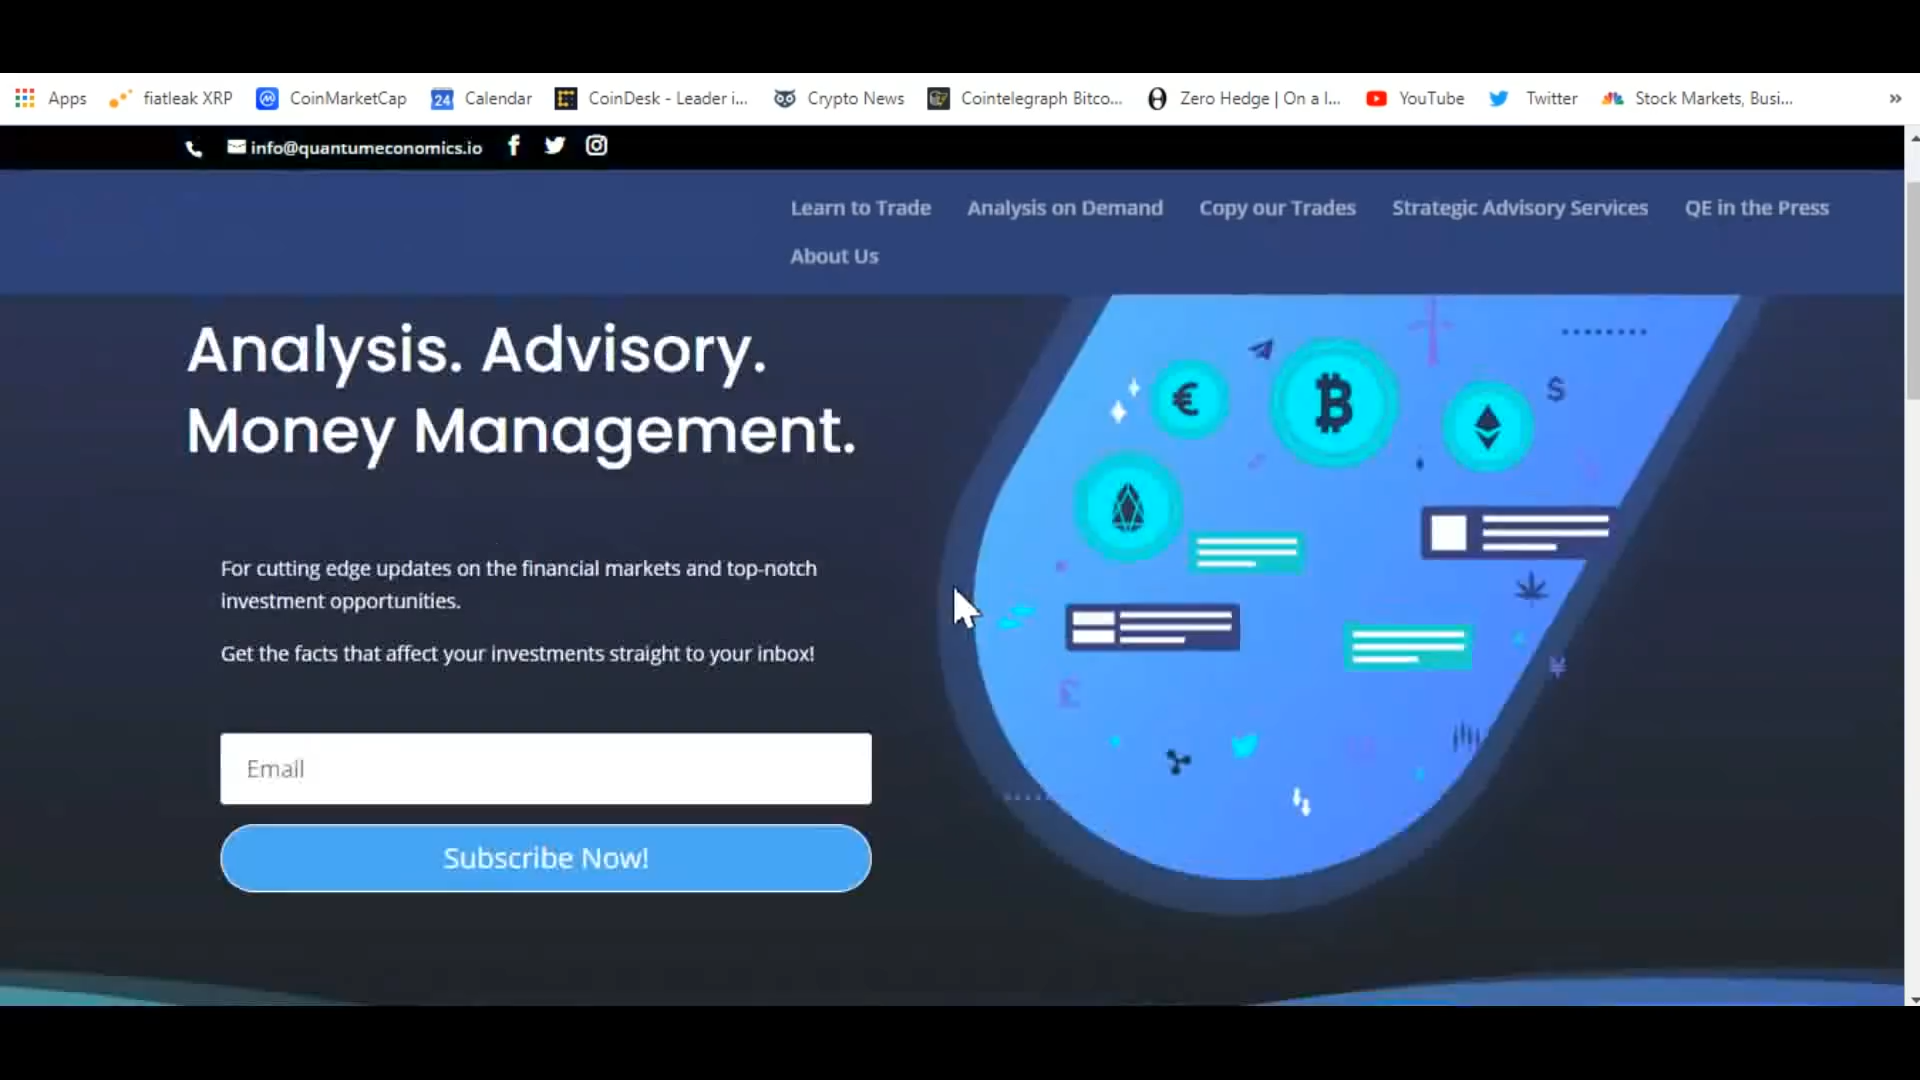 Apps fiatleak XRP CoinMarketCap 24 Calendar CoinDesk - Leader i... Crypto News Cointelegraph Bitco... Zero Hedge | On a l... YouTube Twitter Stock Markets, Busi... »
info@quantumeconomics.io
Learn to Trade Analysis on Demand Copy our Trades Strategic Advisory Services QE in the Press
About Us
Analysis. Advisory.
Money Management.
For cutting edge updates on the financial markets and top-notch
investment opportunities.
Get the facts that affect your investments straight to your inbox!
Email
Subscribe Now!